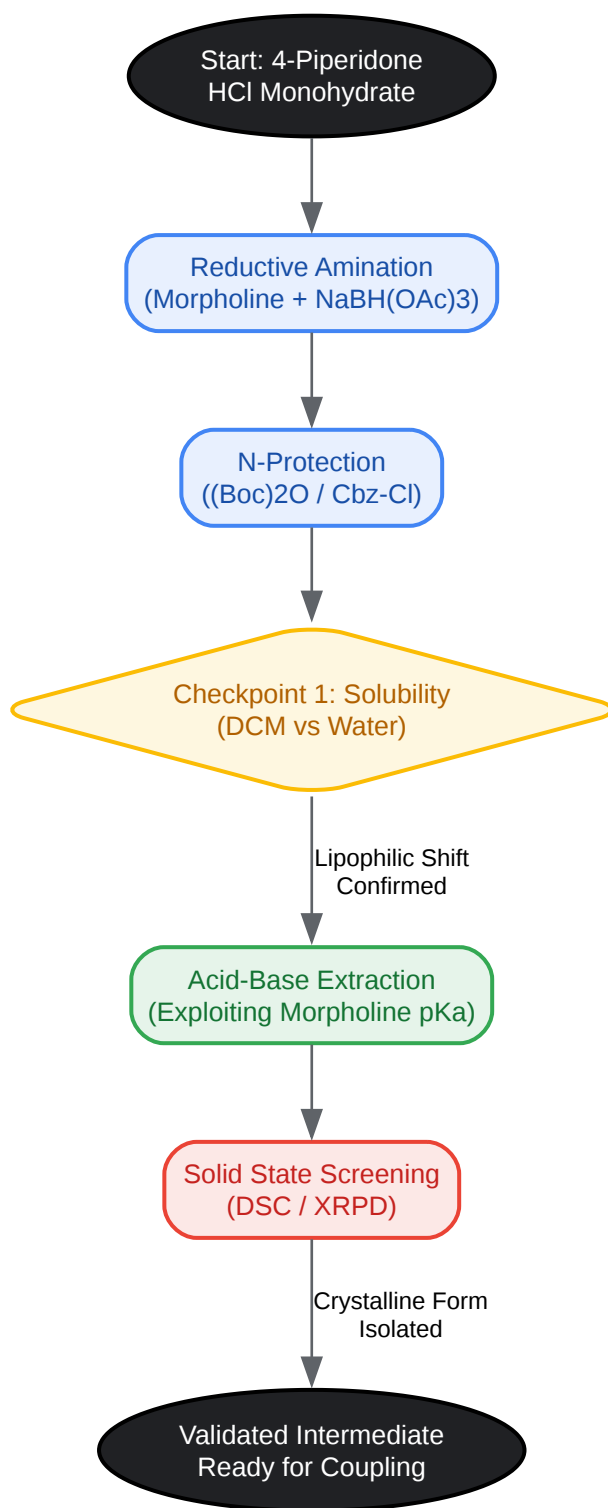 Start: 4-Piperidone
HCl Monohydrate
Reductive Amination
(Morpholine + NaBH(OAc)3)
N-Protection
((Boc)2O / Cbz-Cl)
Checkpoint 1: Solubility
(DCM vs Water)
Lipophilic Shift
Confirmed
Acid-Base Extraction
(Exploiting Morpholine pKa)
Solid State Screening
(DSC / XRPD)
Crystalline Form
Isolated
Validated Intermediate
Ready for Coupling